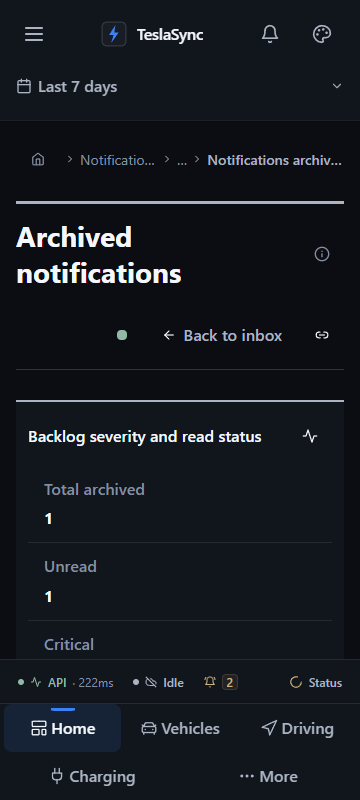 TeslaSync
Last 7 days
Notificatio... > ... > Notifications archiv...
Archived
notifications
Back to inbox
Backlog severity and read status
Total archived
1
Unread
1
Critical
API · 222ms Idle 2 Status
Home Vehicles Driving
Charging More